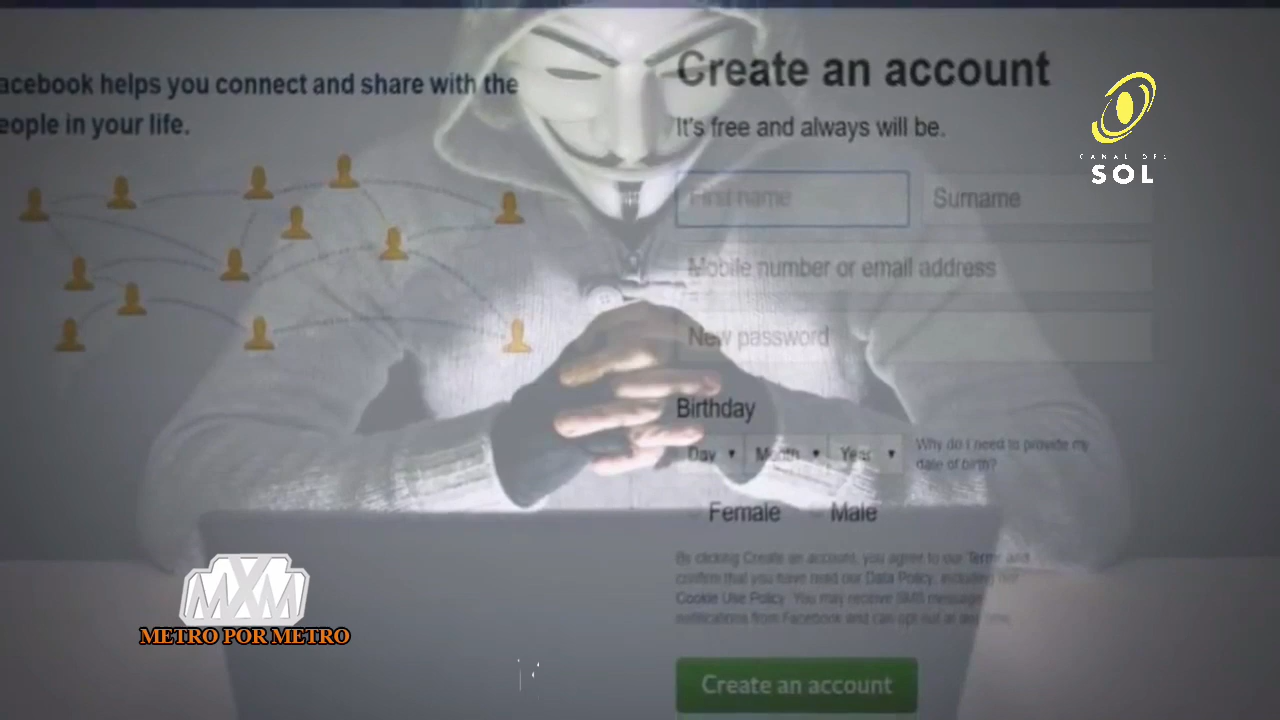 acebook helps you connect and share with the
eople in your life.
Create an account
It's free and always will be.
First name
Surname
Mobile number or email address
New password
Birthday
Day
Month
Year
Why do I need to provide my
date of birth?
Female
Male
By clicking Create an account, you agree to our Terms and
confirm that you have read our Data Policy, including our
Cookie Use Policy. You may receive SMS message
notifications from Facebook and can opt out at any time.
Create an account
CANAL DEL
SOL
MXM
METRO POR METRO